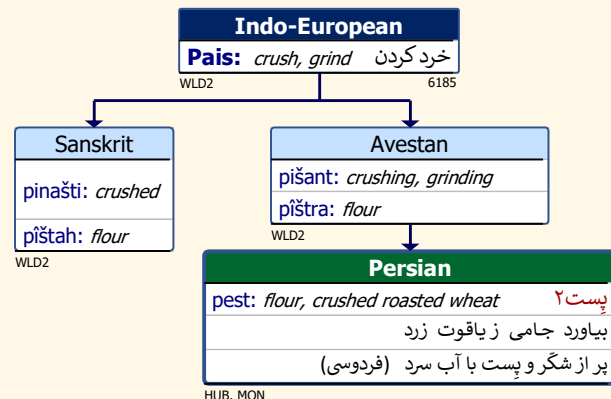 Indo-European
Pais: crush, grind خرد کردن
WLD2 6185
Sanskrit
pinašti: crushed
pîštah: flour
WLD2
Avestan
pišant: crushing, grinding
pîštra: flour
WLD2
Persian
pest: flour, crushed roasted wheat پِست۲
بیاورد جامی ز یاقوت زرد
پر از شکّر و پِست با آب سرد (فردوسی)
HUB, MON